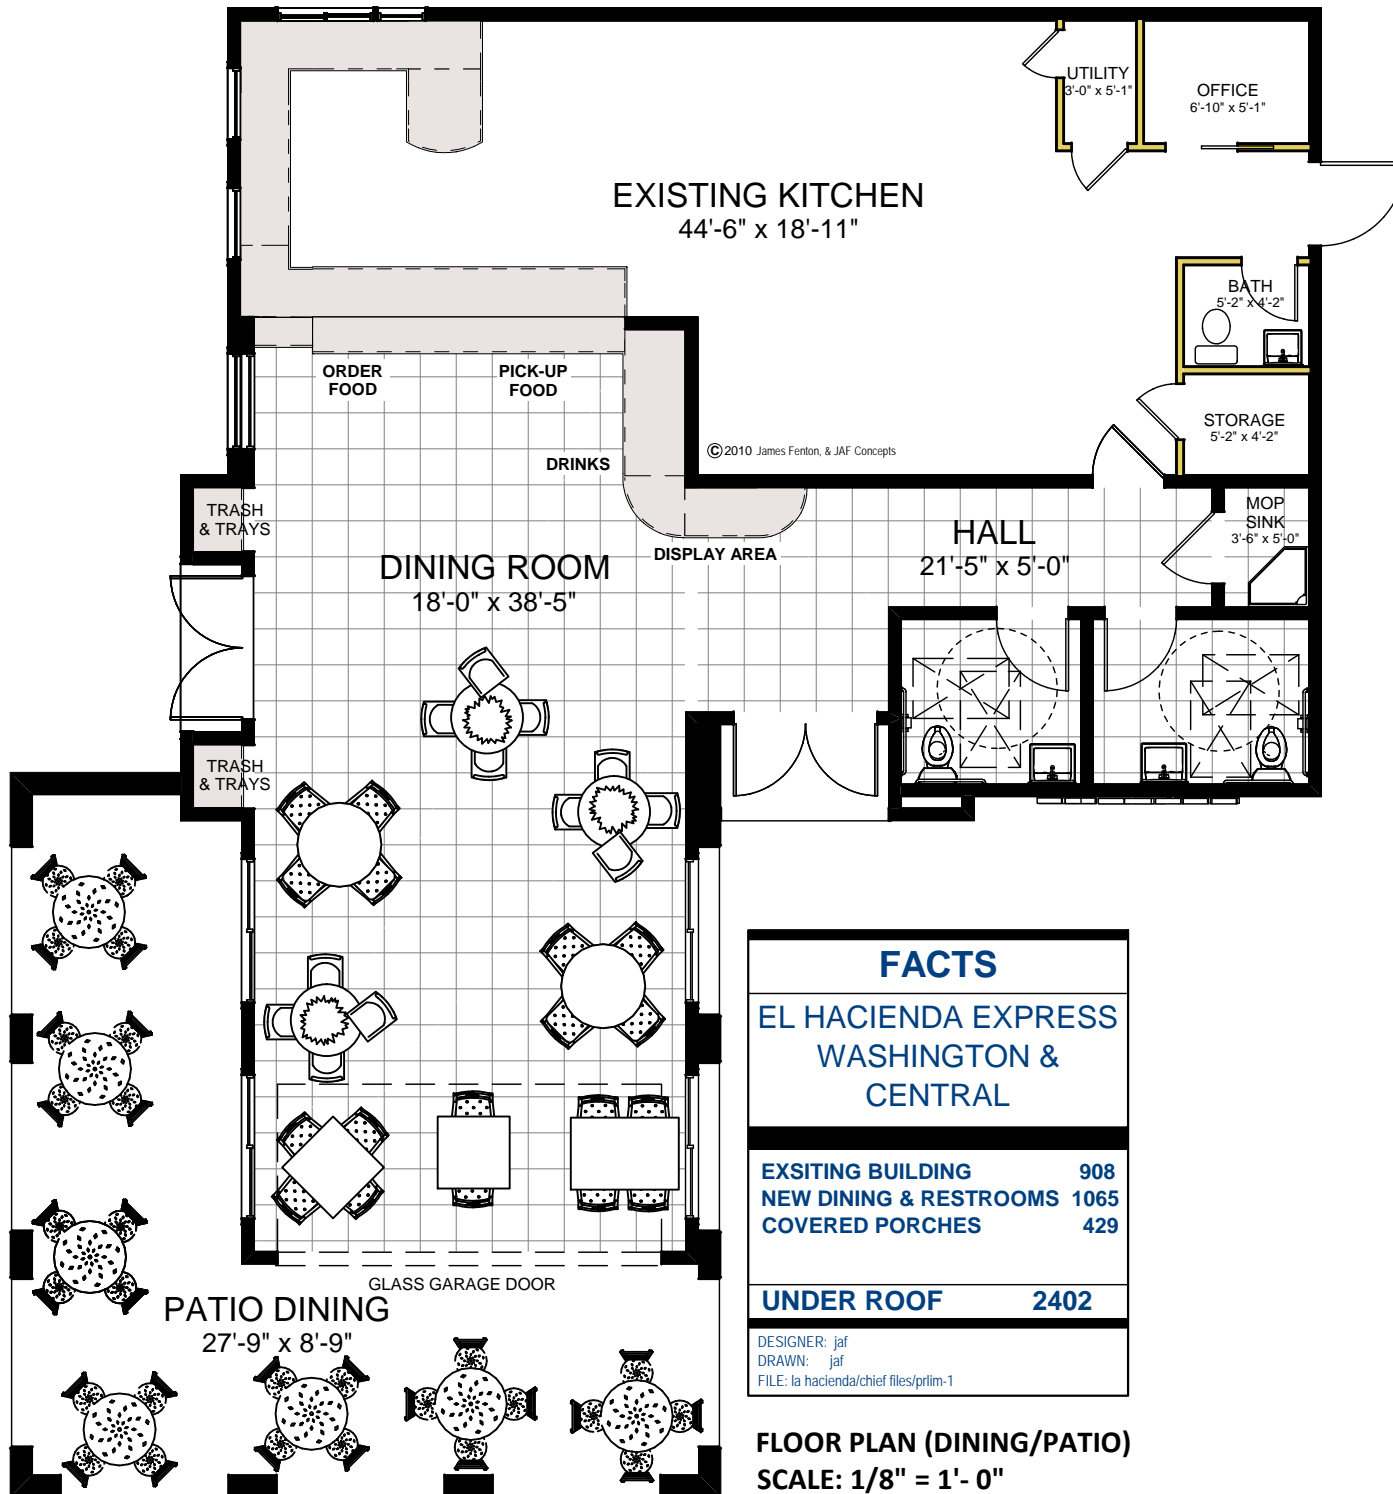 UTILITY
3'-0" x 5'-1"
OFFICE
6'-10" x 5'-1"
EXISTING KITCHEN
44'-6" x 18'-11"
BATH
5'-2" x 4'-2"
ORDER
FOOD
PICK-UP
FOOD
STORAGE
5'-2" x 4'-2"
© 2010 James Fenton, & JAF Concepts
DRINKS
TRASH
& TRAYS
MOP
SINK
3'-6" x 5'-0"
HALL
21'-5" x 5'-0"
DISPLAY AREA
DINING ROOM
18'-0" x 38'-5"
TRASH
& TRAYS
FACTS
EL HACIENDA EXPRESS
WASHINGTON &
CENTRAL
EXSITING BUILDING 908
NEW DINING & RESTROOMS 1065
COVERED PORCHES 429
UNDER ROOF 2402
DESIGNER: jaf
DRAWN: jaf
FILE: la hacienda/chief files/prlim-1
GLASS GARAGE DOOR
PATIO DINING
27'-9" x 8'-9"
FLOOR PLAN (DINING/PATIO)
SCALE: 1/8" = 1'- 0"